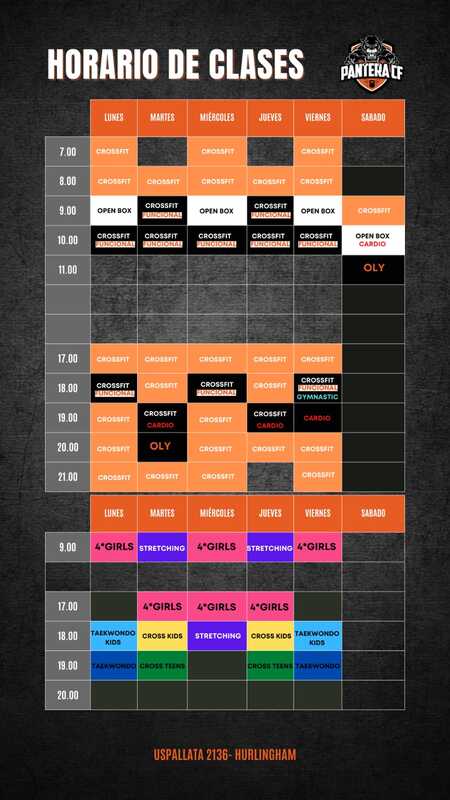 HORARIO DE CLASES
PANTERA CF
LUNES MARTES MIÉRCOLES JUEVES VIERNES SABADO
7.00 CROSSFIT CROSSFIT CROSSFIT
8.00 CROSSFIT CROSSFIT CROSSFIT CROSSFIT CROSSFIT
9.00 OPEN BOX CROSSFIT FUNCIONAL OPEN BOX CROSSFIT FUNCIONAL OPEN BOX CROSSFIT
10.00 CROSSFIT FUNCIONAL CROSSFIT FUNCIONAL CROSSFIT FUNCIONAL CROSSFIT FUNCIONAL CROSSFIT FUNCIONAL OPEN BOX CARDIO
11.00 OLY
17.00 CROSSFIT CROSSFIT CROSSFIT CROSSFIT CROSSFIT
18.00 CROSSFIT FUNCIONAL CROSSFIT CROSSFIT FUNCIONAL CROSSFIT CROSSFIT FUNCIONAL GYMNASTIC
19.00 CROSSFIT CROSSFIT CARDIO CROSSFIT CROSSFIT CARDIO CARDIO
20.00 CROSSFIT OLY CROSSFIT CROSSFIT CROSSFIT
21.00 CROSSFIT CROSSFIT CROSSFIT CROSSFIT
LUNES MARTES MIÉRCOLES JUEVES VIERNES SABADO
9.00 4*GIRLS STRETCHING 4*GIRLS STRETCHING 4*GIRLS
17.00 4*GIRLS 4*GIRLS 4*GIRLS
18.00 TAEKWONDO KIDS CROSS KIDS STRETCHING CROSS KIDS TAEKWONDO KIDS
19.00 TAEKWONDO CROSS TEENS CROSS TEENS TAEKWONDO
20.00
USPALLATA 2136- HURLINGHAM